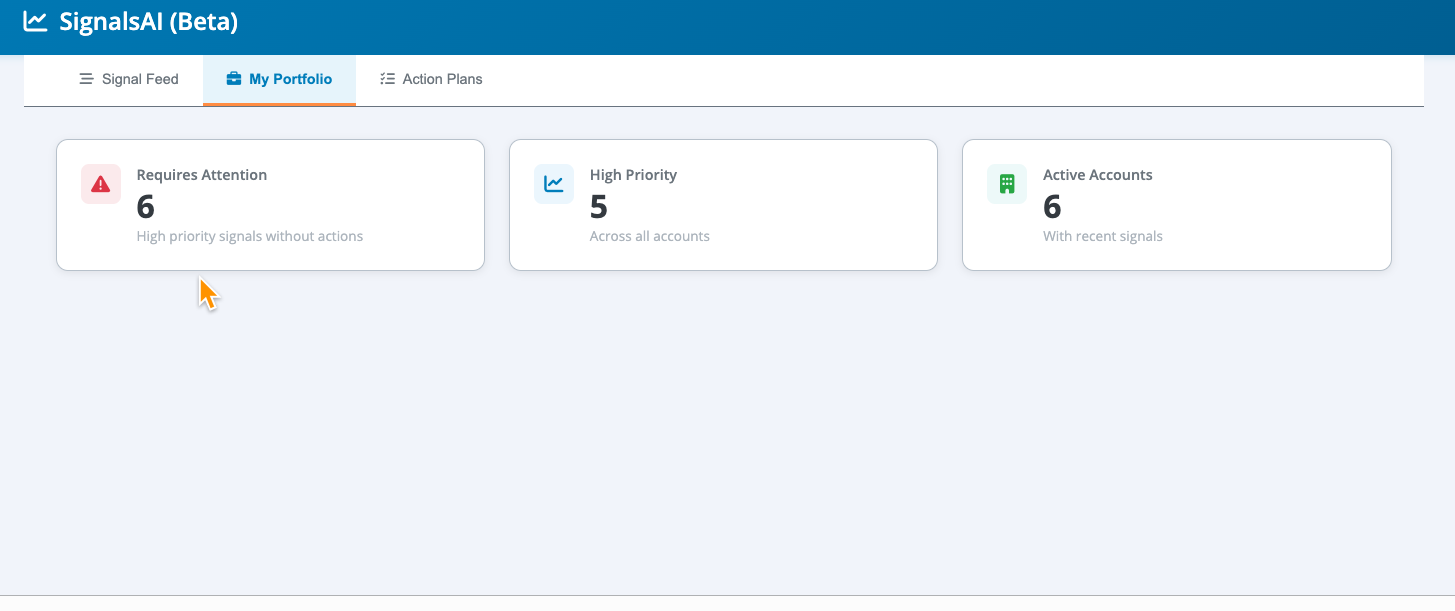 SignalsAI (Beta)
Signal Feed
My Portfolio
Action Plans
Requires Attention
6
High priority signals without actions
High Priority
5
Across all accounts
Active Accounts
6
With recent signals